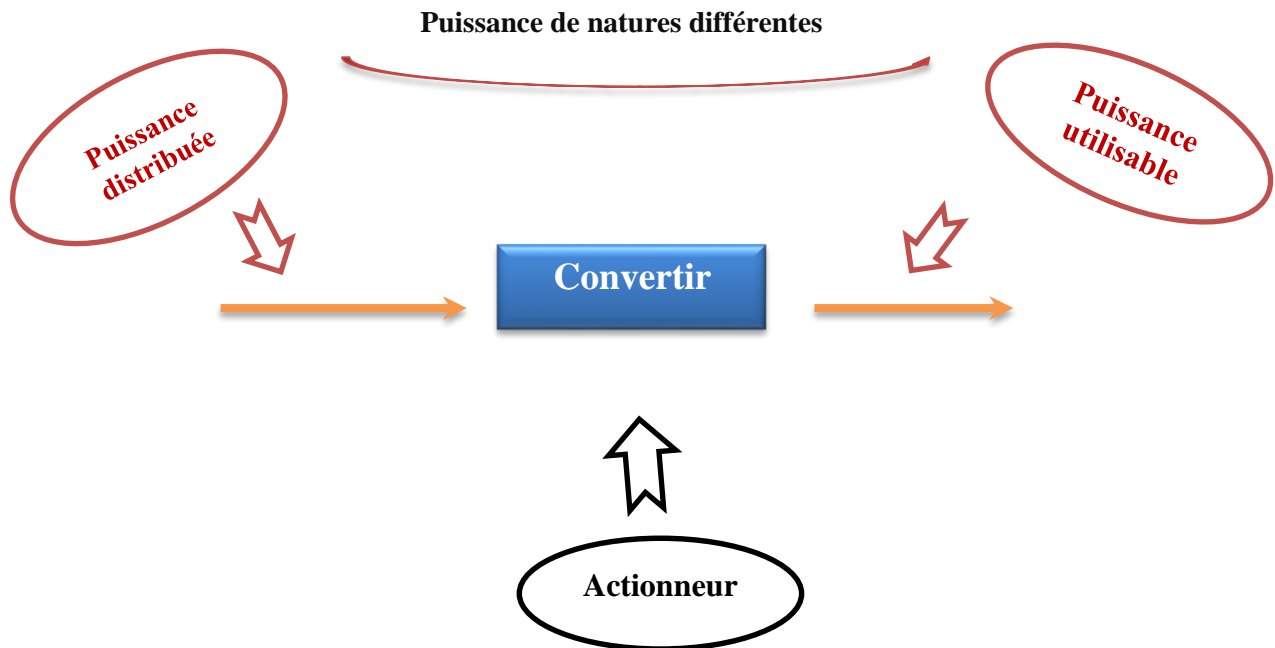 Puissance de natures différentes
Puissance
distribuée
Puissance
utilisable
Convertir
Actionneur